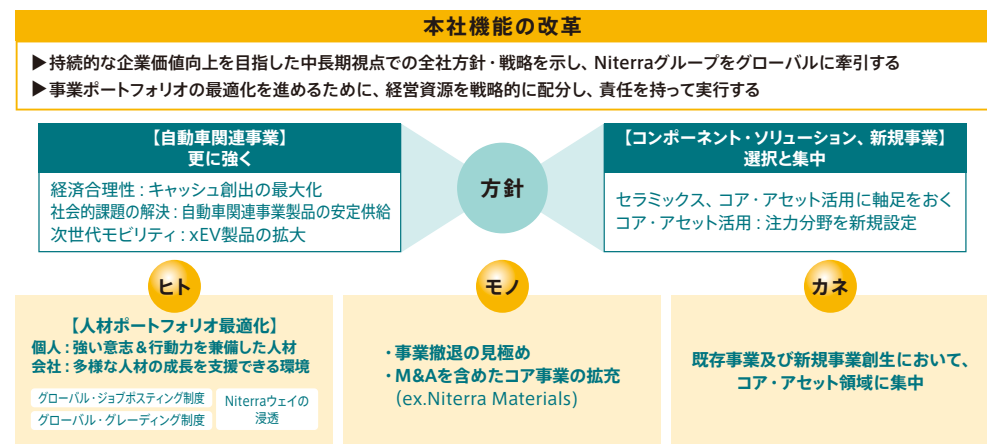 本社機能の改革
▶持続的な企業価値向上を目指した中長期視点での全社方針・戦略を示し、Niterraグループをグローバルに牽引する
▶事業ポートフォリオの最適化を進めるために、経営資源を戦略的に配分し、責任を持って実行する
【自動車関連事業】
更に強く
経済合理性：キャッシュ創出の最大化
社会的課題の解決：自動車関連事業製品の安定供給
次世代モビリティ：xEV製品の拡大
方針
【コンポーネント・ソリューション、新規事業】
選択と集中
セラミックス、コア・アセット活用に軸足をおく
コア・アセット活用：注力分野を新規設定
ヒト
【人材ポートフォリオ最適化】
個人：強い意志＆行動力を兼備した人材
会社：多様な人材の成長を支援できる環境
グローバル・ジョブポスティング制度
グローバル・グレーディング制度
Niterraウェイの
浸透
モノ
・事業撤退の見極め
・M&Aを含めたコア事業の拡充
(ex.Niterra Materials)
カネ
既存事業及び新規事業創生において、
コア・アセット領域に集中